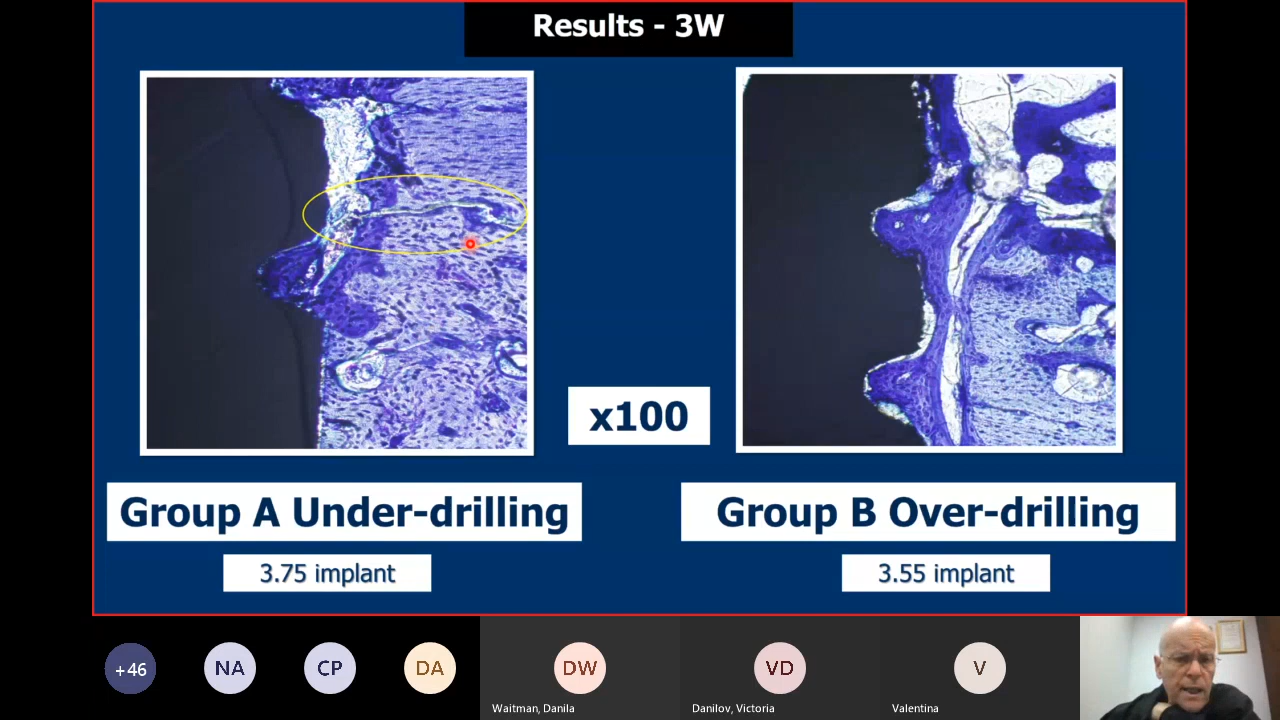 Results - 3W
x100
Group A Under-drilling
Group B Over-drilling
3.75 implant
3.55 implant
+46
NA
CP
DA
DW
VD
V
Waitman, Danila
Danilov, Victoria
Valentina